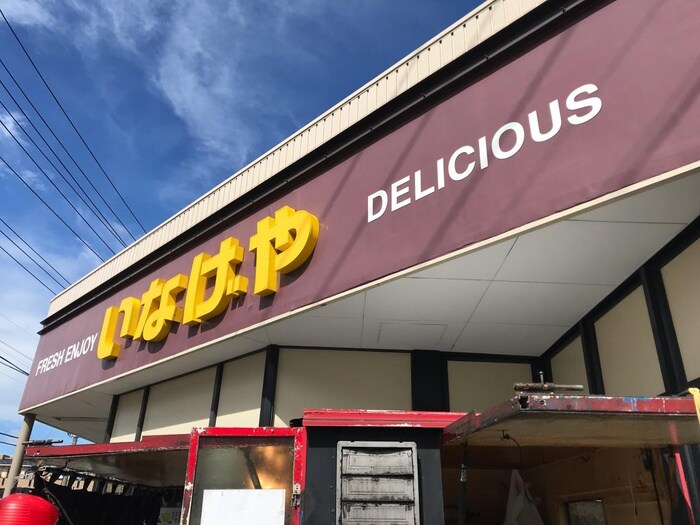 FRESH ENJOY いなげや DELICIOUS